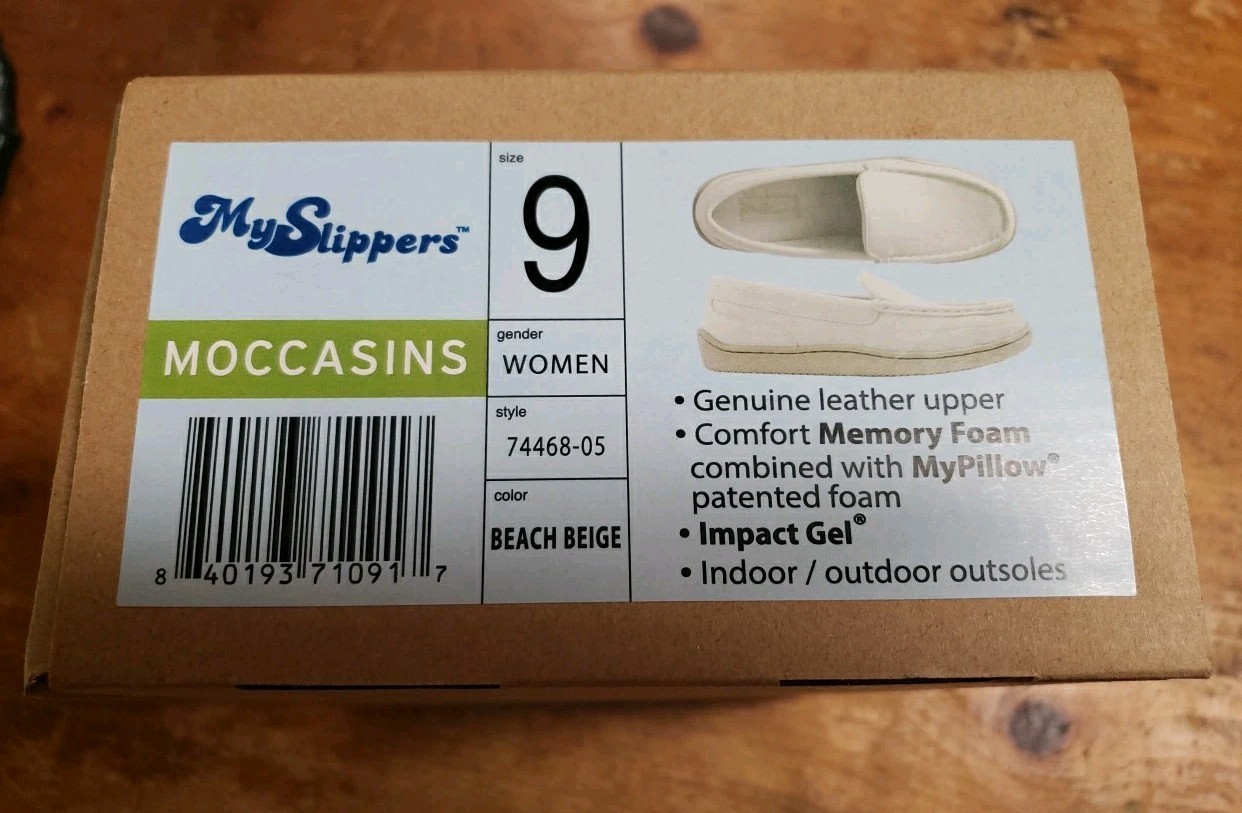 MySlippers™
MOCCASINS
8 40193 71091 7
size
9
gender
WOMEN
style
74468-05
color
BEACH BEIGE
• Genuine leather upper
• Comfort Memory Foam
combined with MyPillow®
patented foam
• Impact Gel®
• Indoor / outdoor outsoles